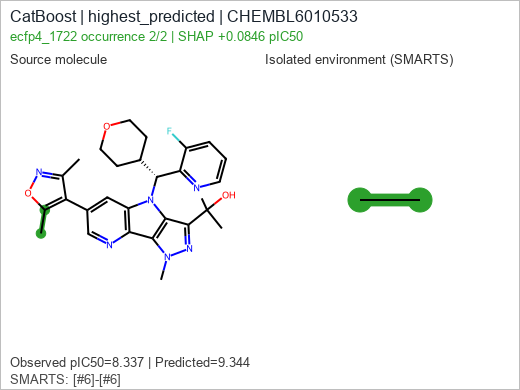 CatBoost | highest_predicted | CHEMBL6010533
ecfp4_1722 occurrence 2/2 | SHAP +0.0846 pIC50
Source molecule
Isolated environment (SMARTS)
O
F
N
O
N
N
OH
N
N
N
Observed pIC50=8.337 | Predicted=9.344
SMARTS: [#6]-[#6]